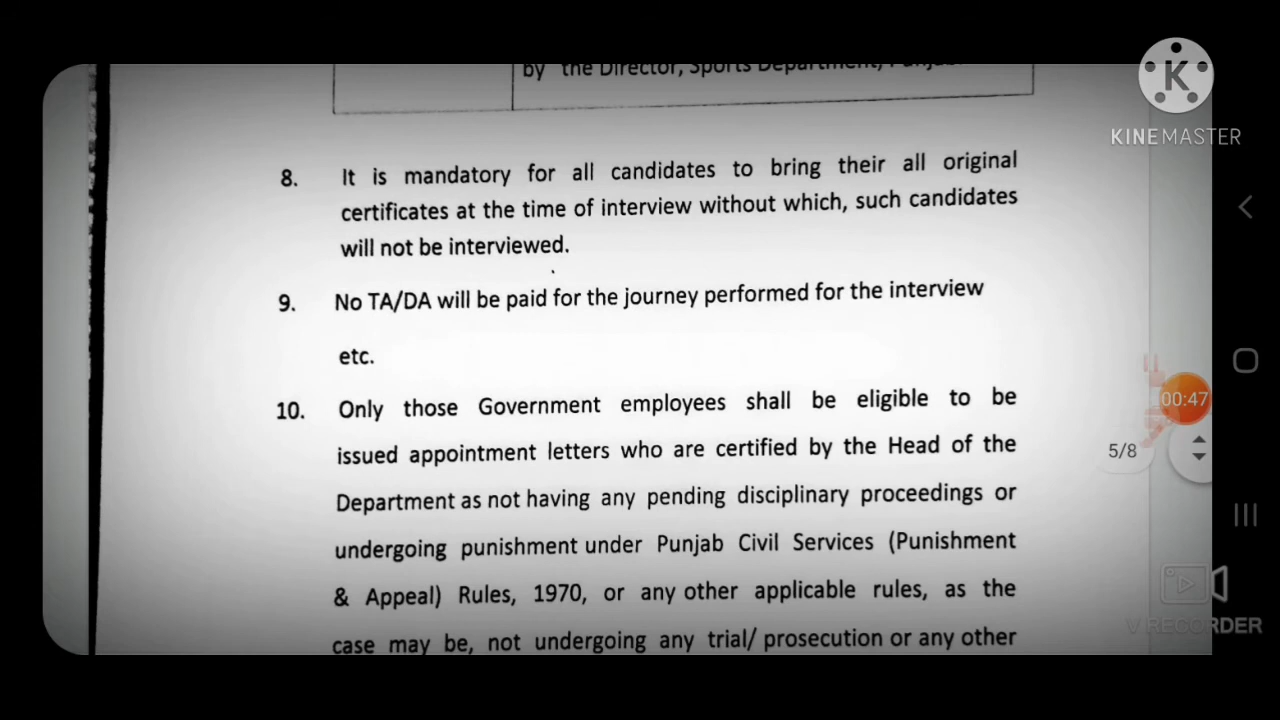 by the Director, Sports Department, Punjab.
8. It is mandatory for all candidates to bring their all original
certificates at the time of interview without which, such candidates
will not be interviewed.
9. No TA/DA will be paid for the journey performed for the interview
etc.
10. Only those Government employees shall be eligible to be
issued appointment letters who are certified by the Head of the
Department as not having any pending disciplinary proceedings or
undergoing punishment under Punjab Civil Services (Punishment
& Appeal) Rules, 1970, or any other applicable rules, as the
case may be, not undergoing any trial/ prosecution or any other
K
KINEMASTER
00:47
5/8
V RECORDER